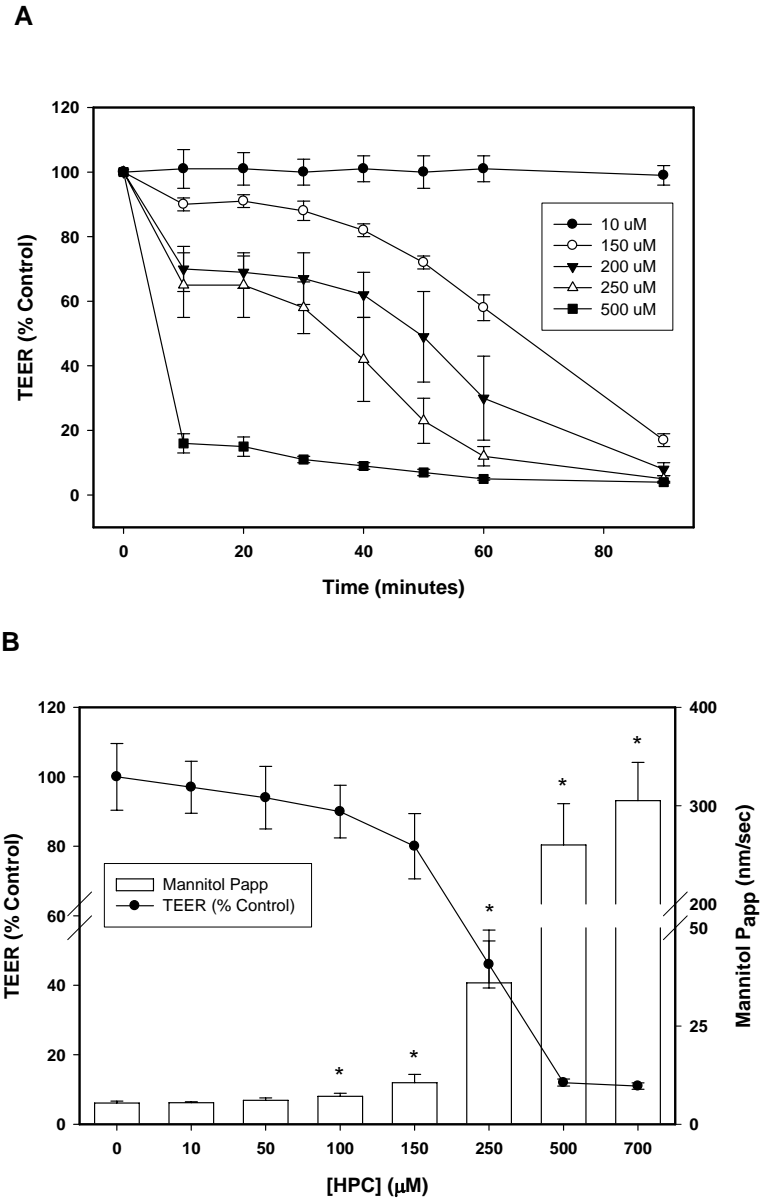 A
TEER (% Control)
120
100
80
60
40
20
0
10 uM
150 uM
200 uM
250 uM
500 uM
0 20 40 60 80
Time (minutes)
B
TEER (% Control)
120
100
80
60
40
20
0
Mannitol Papp
TEER (% Control)
* * * * *
400
300
200
50
25
0
Mannitol Papp (nm/sec)
0 10 50 100 150 250 500 700
[HPC] (μM)